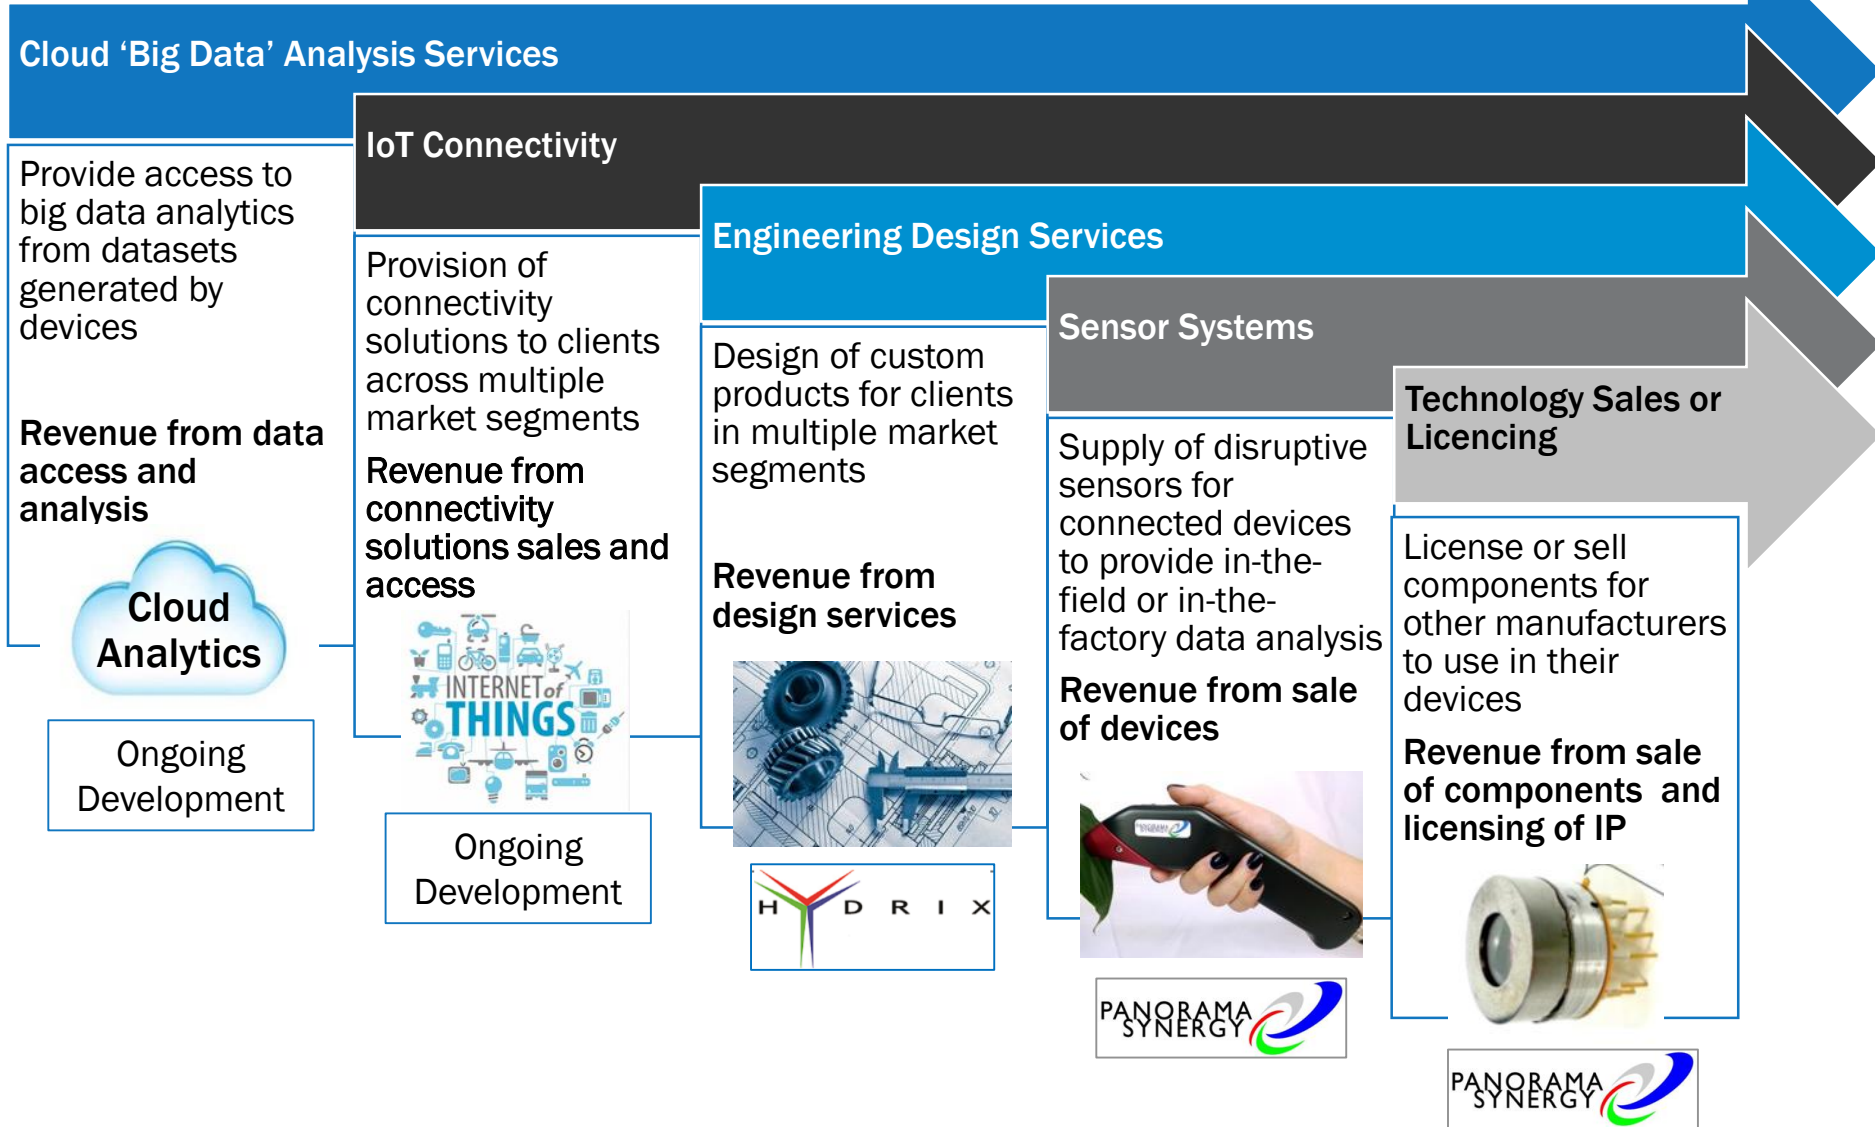 Cloud ‘Big Data’ Analysis Services
Provide access to
big data analytics
from datasets
generated by
devices
Revenue from data
access and
analysis
Cloud
Analytics
Ongoing
Development
IoT Connectivity
Provision of
connectivity
solutions to clients
across multiple
market segments
Revenue from
connectivity
solutions sales and
access
INTERNET of
THINGS
Ongoing
Development
Engineering Design Services
Design of custom
products for clients
in multiple market
segments
Revenue from
design services
HYDRIX
Sensor Systems
Supply of disruptive
sensors for
connected devices
to provide in-the-
field or in-the-
factory data analysis
Revenue from sale
of devices
PANORAMA
SYNERGY
PANORAMA
SYNERGY
Technology Sales or
Licencing
License or sell
components for
other manufacturers
to use in their
devices
Revenue from sale
of components  and
licensing of IP
PANORAMA
SYNERGY